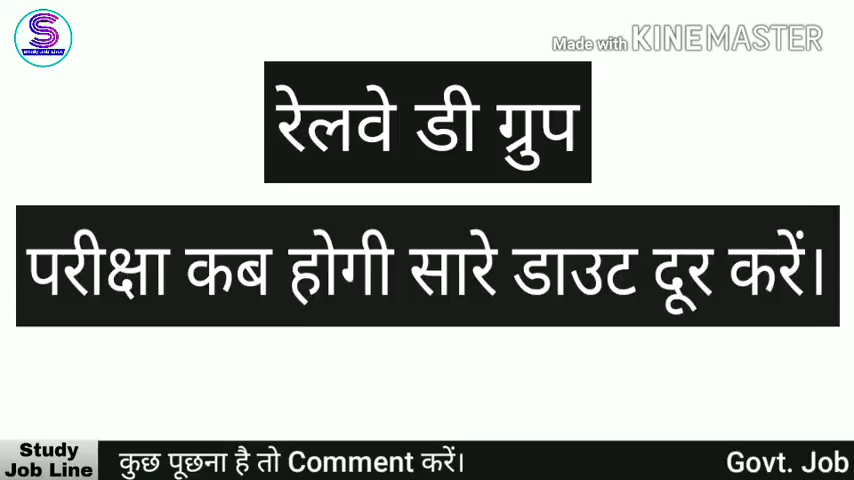 Made with KINEMASTER
रेलवे डी ग्रुप
परीक्षा कब होगी सारे डाउट दूर करें।
Study
Job Line
कुछ पूछना है तो Comment करें।
Govt. Job